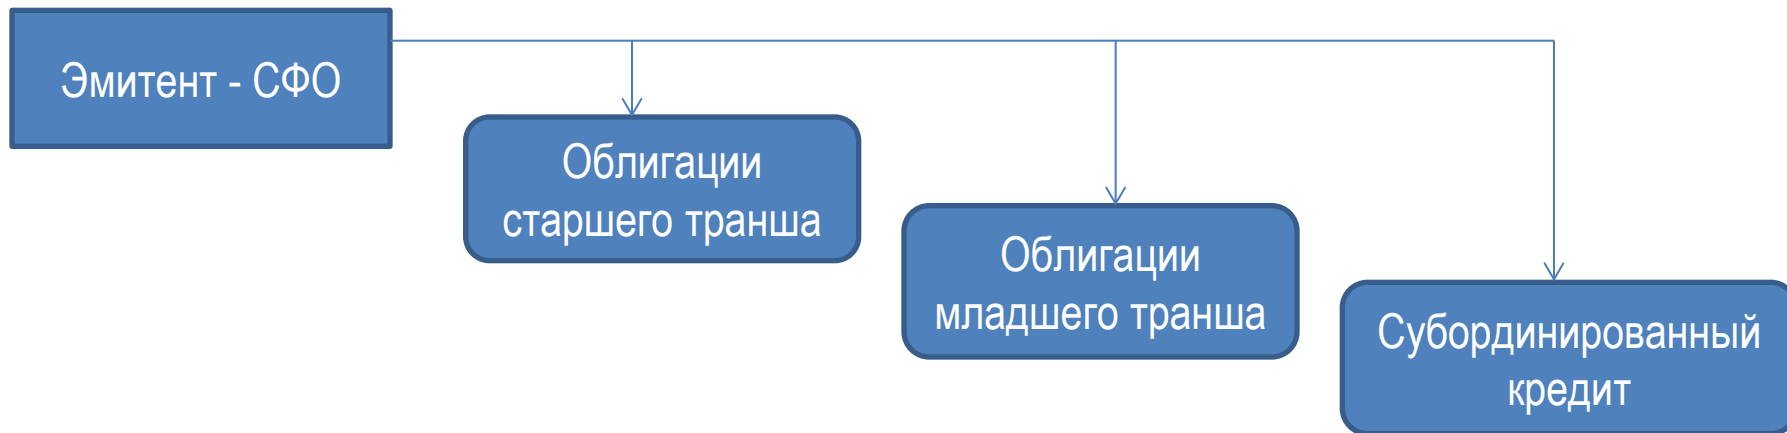 Эмитент - СФО
Облигации
старшего транша
Облигации
младшего транша
Субординированный
кредит